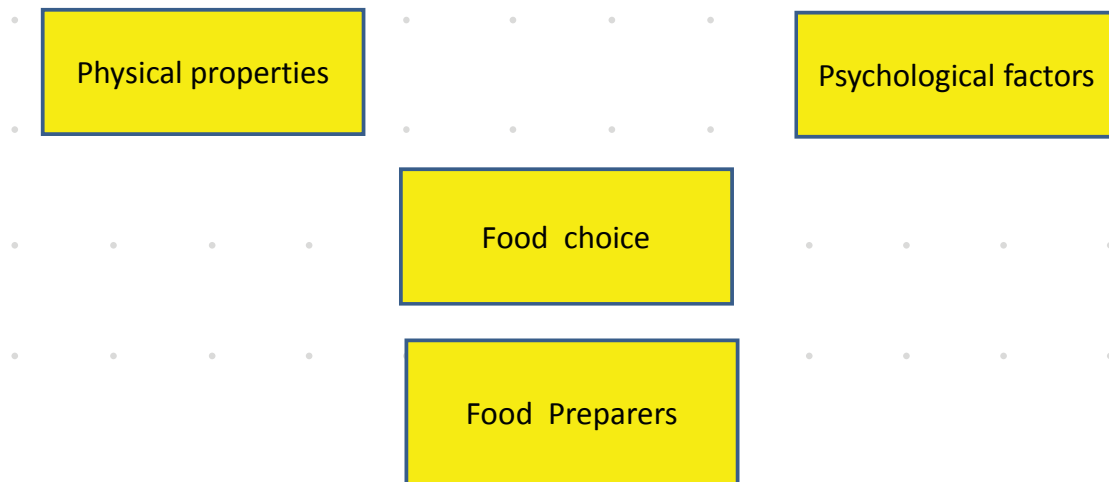 Physical properties
Psychological factors
Food  choice
Food  Preparers